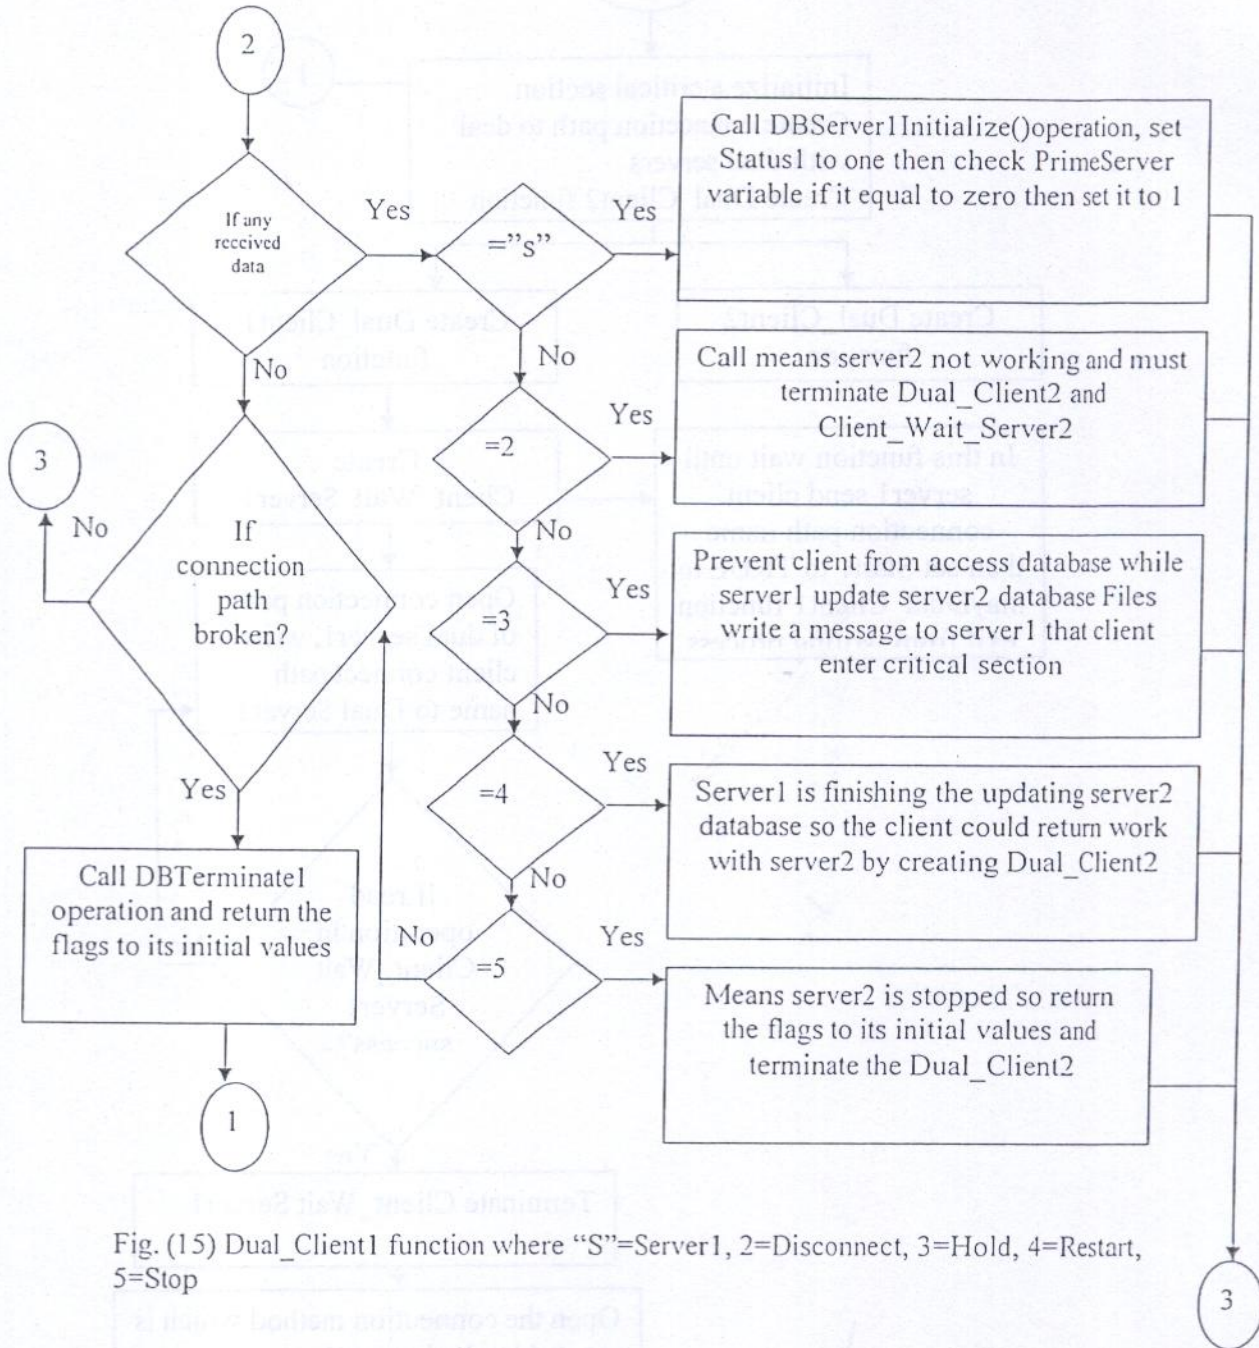 2
If any
received
data
Yes
="s"
Yes
Call DBServer1Initialize()operation, set
Status1 to one then check PrimeServer
variable if it equal to zero then set it to 1
No
No
=2
Yes
Call means server2 not working and must
terminate Dual_Client2 and
Client_Wait_Server2
3
No
If
connection
path
broken?
No
=3
Yes
Prevent client from access database while
server1 update server2 database Files
write a message to server1 that client
enter critical section
No
Yes
=4
Yes
Server1 is finishing the updating server2
database so the client could return work
with server2 by creating Dual_Client2
Call DBTerminate1
operation and return the
flags to its initial values
No
No
=5
Yes
Means server2 is stopped so return
the flags to its initial values and
terminate the Dual_Client2
1
Fig. (15) Dual_Client1 function where "S"=Server1, 2=Disconnect, 3=Hold, 4=Restart,
5=Stop
3